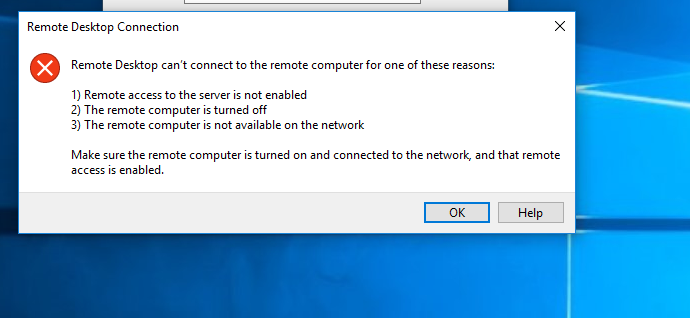 Remote Desktop Connection
Remote Desktop can't connect to the remote computer for one of these reasons:
1) Remote access to the server is not enabled
2) The remote computer is turned off
3) The remote computer is not available on the network
Make sure the remote computer is turned on and connected to the network, and that remote
access is enabled.
OK Help